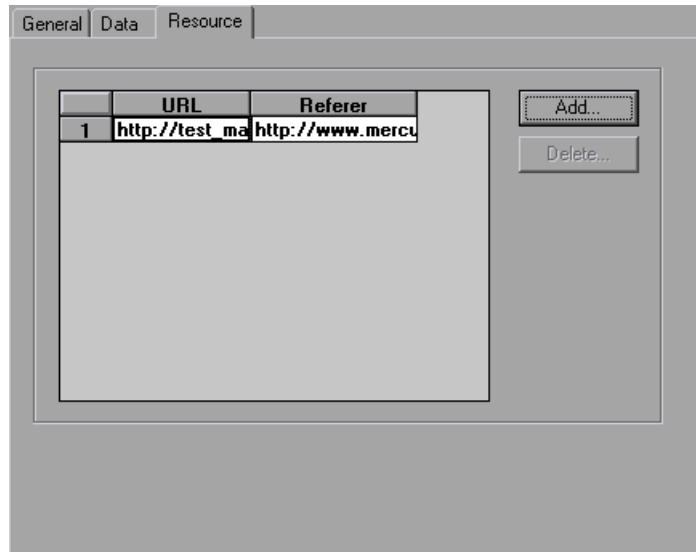 General Data Resource
URL Referer Add...
1 http://test_ma http://www.mercu
Delete...